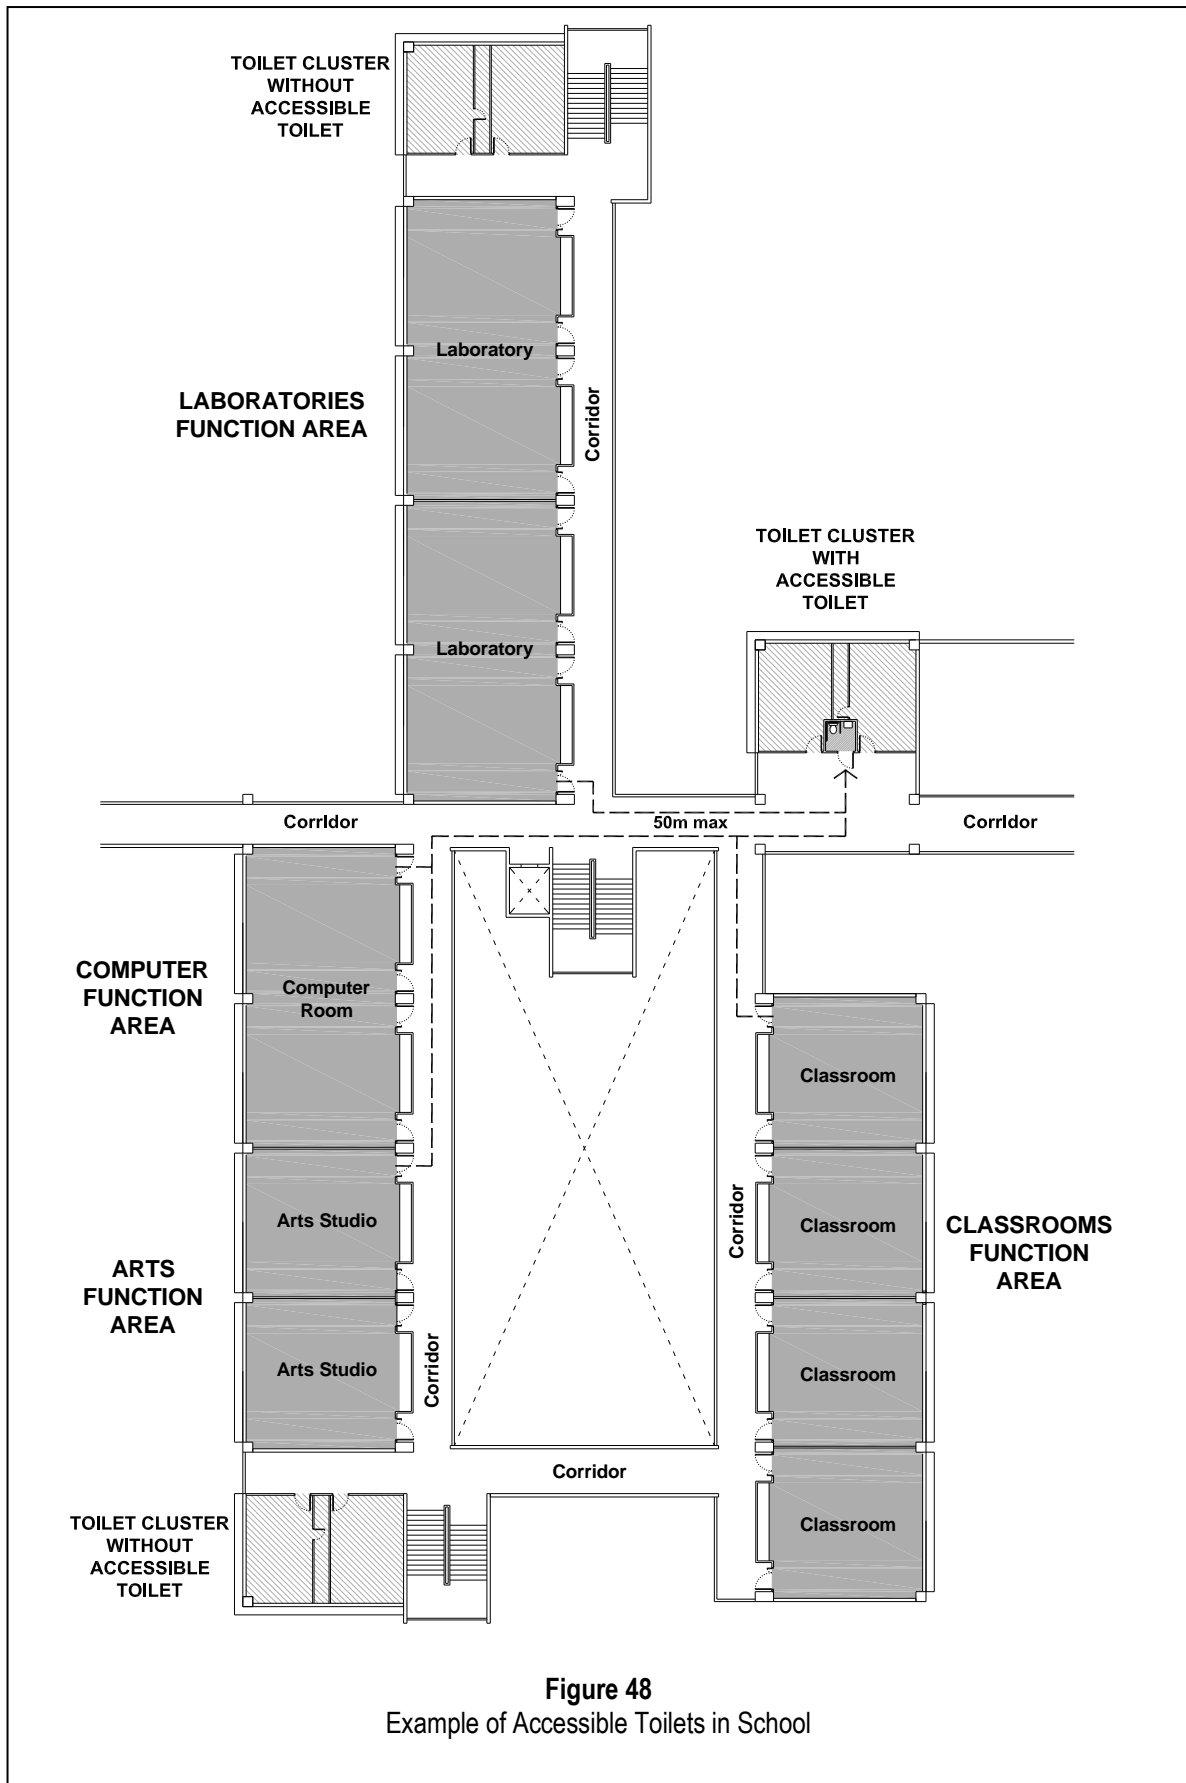 TOILET CLUSTER
WITHOUT
ACCESSIBLE
TOILET
Laboratory
LABORATORIES
FUNCTION AREA
Corridor
TOILET CLUSTER
WITH
ACCESSIBLE
TOILET
Laboratory
Corridor
50m max
Corridor
COMPUTER
FUNCTION
AREA
Computer
Room
Classroom
Arts Studio
Corridor
Classroom
CLASSROOMS
FUNCTION
AREA
ARTS
FUNCTION
AREA
Arts Studio
Corridor
Classroom
Corridor
Classroom
TOILET CLUSTER
WITHOUT
ACCESSIBLE
TOILET
Figure 48
Example of Accessible Toilets in School